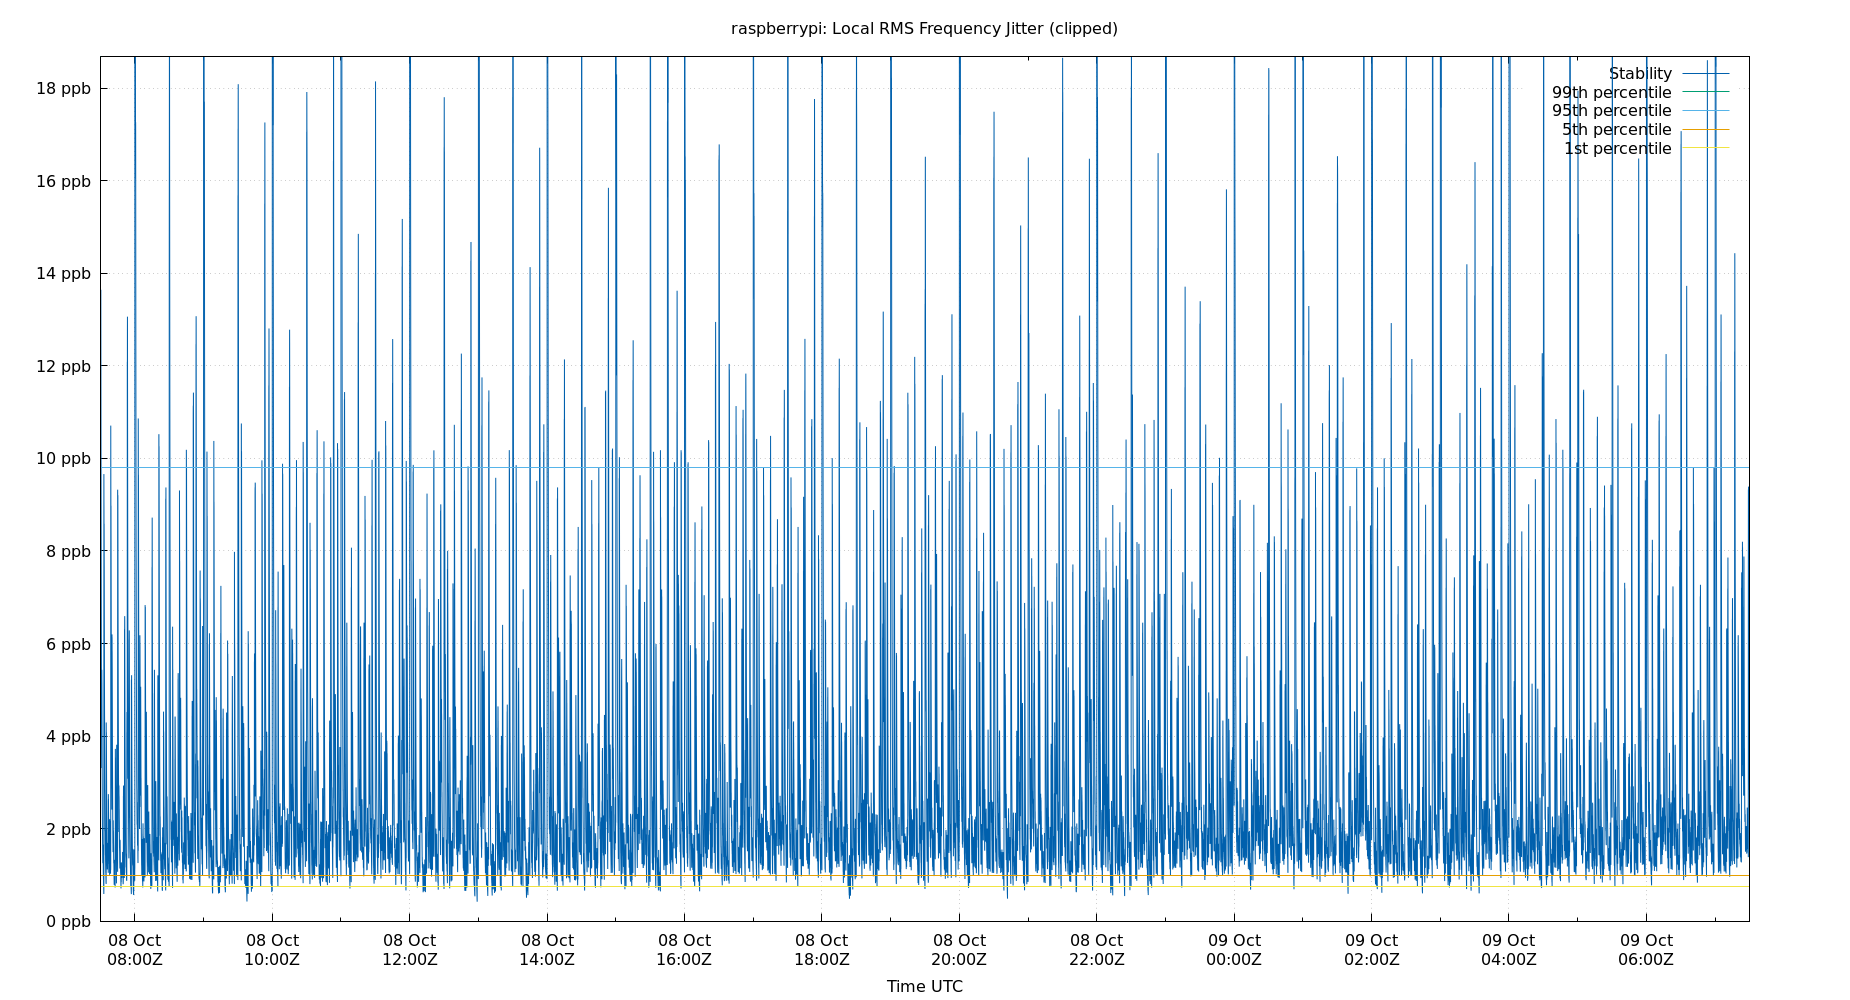 raspberrypi: Local RMS Frequency Jitter (clipped)
Stability
99th percentile
95th percentile
5th percentile
1st percentile
18 ppb
16 ppb
14 ppb
12 ppb
10 ppb
8 ppb
6 ppb
4 ppb
2 ppb
0 ppb
08 Oct 08 Oct 08 Oct 08 Oct 08 Oct 08 Oct 08 Oct 08 Oct 09 Oct 09 Oct 09 Oct 09 Oct
08:00Z 10:00Z 12:00Z 14:00Z 16:00Z 18:00Z 20:00Z 22:00Z 00:00Z 02:00Z 04:00Z 06:00Z
Time UTC